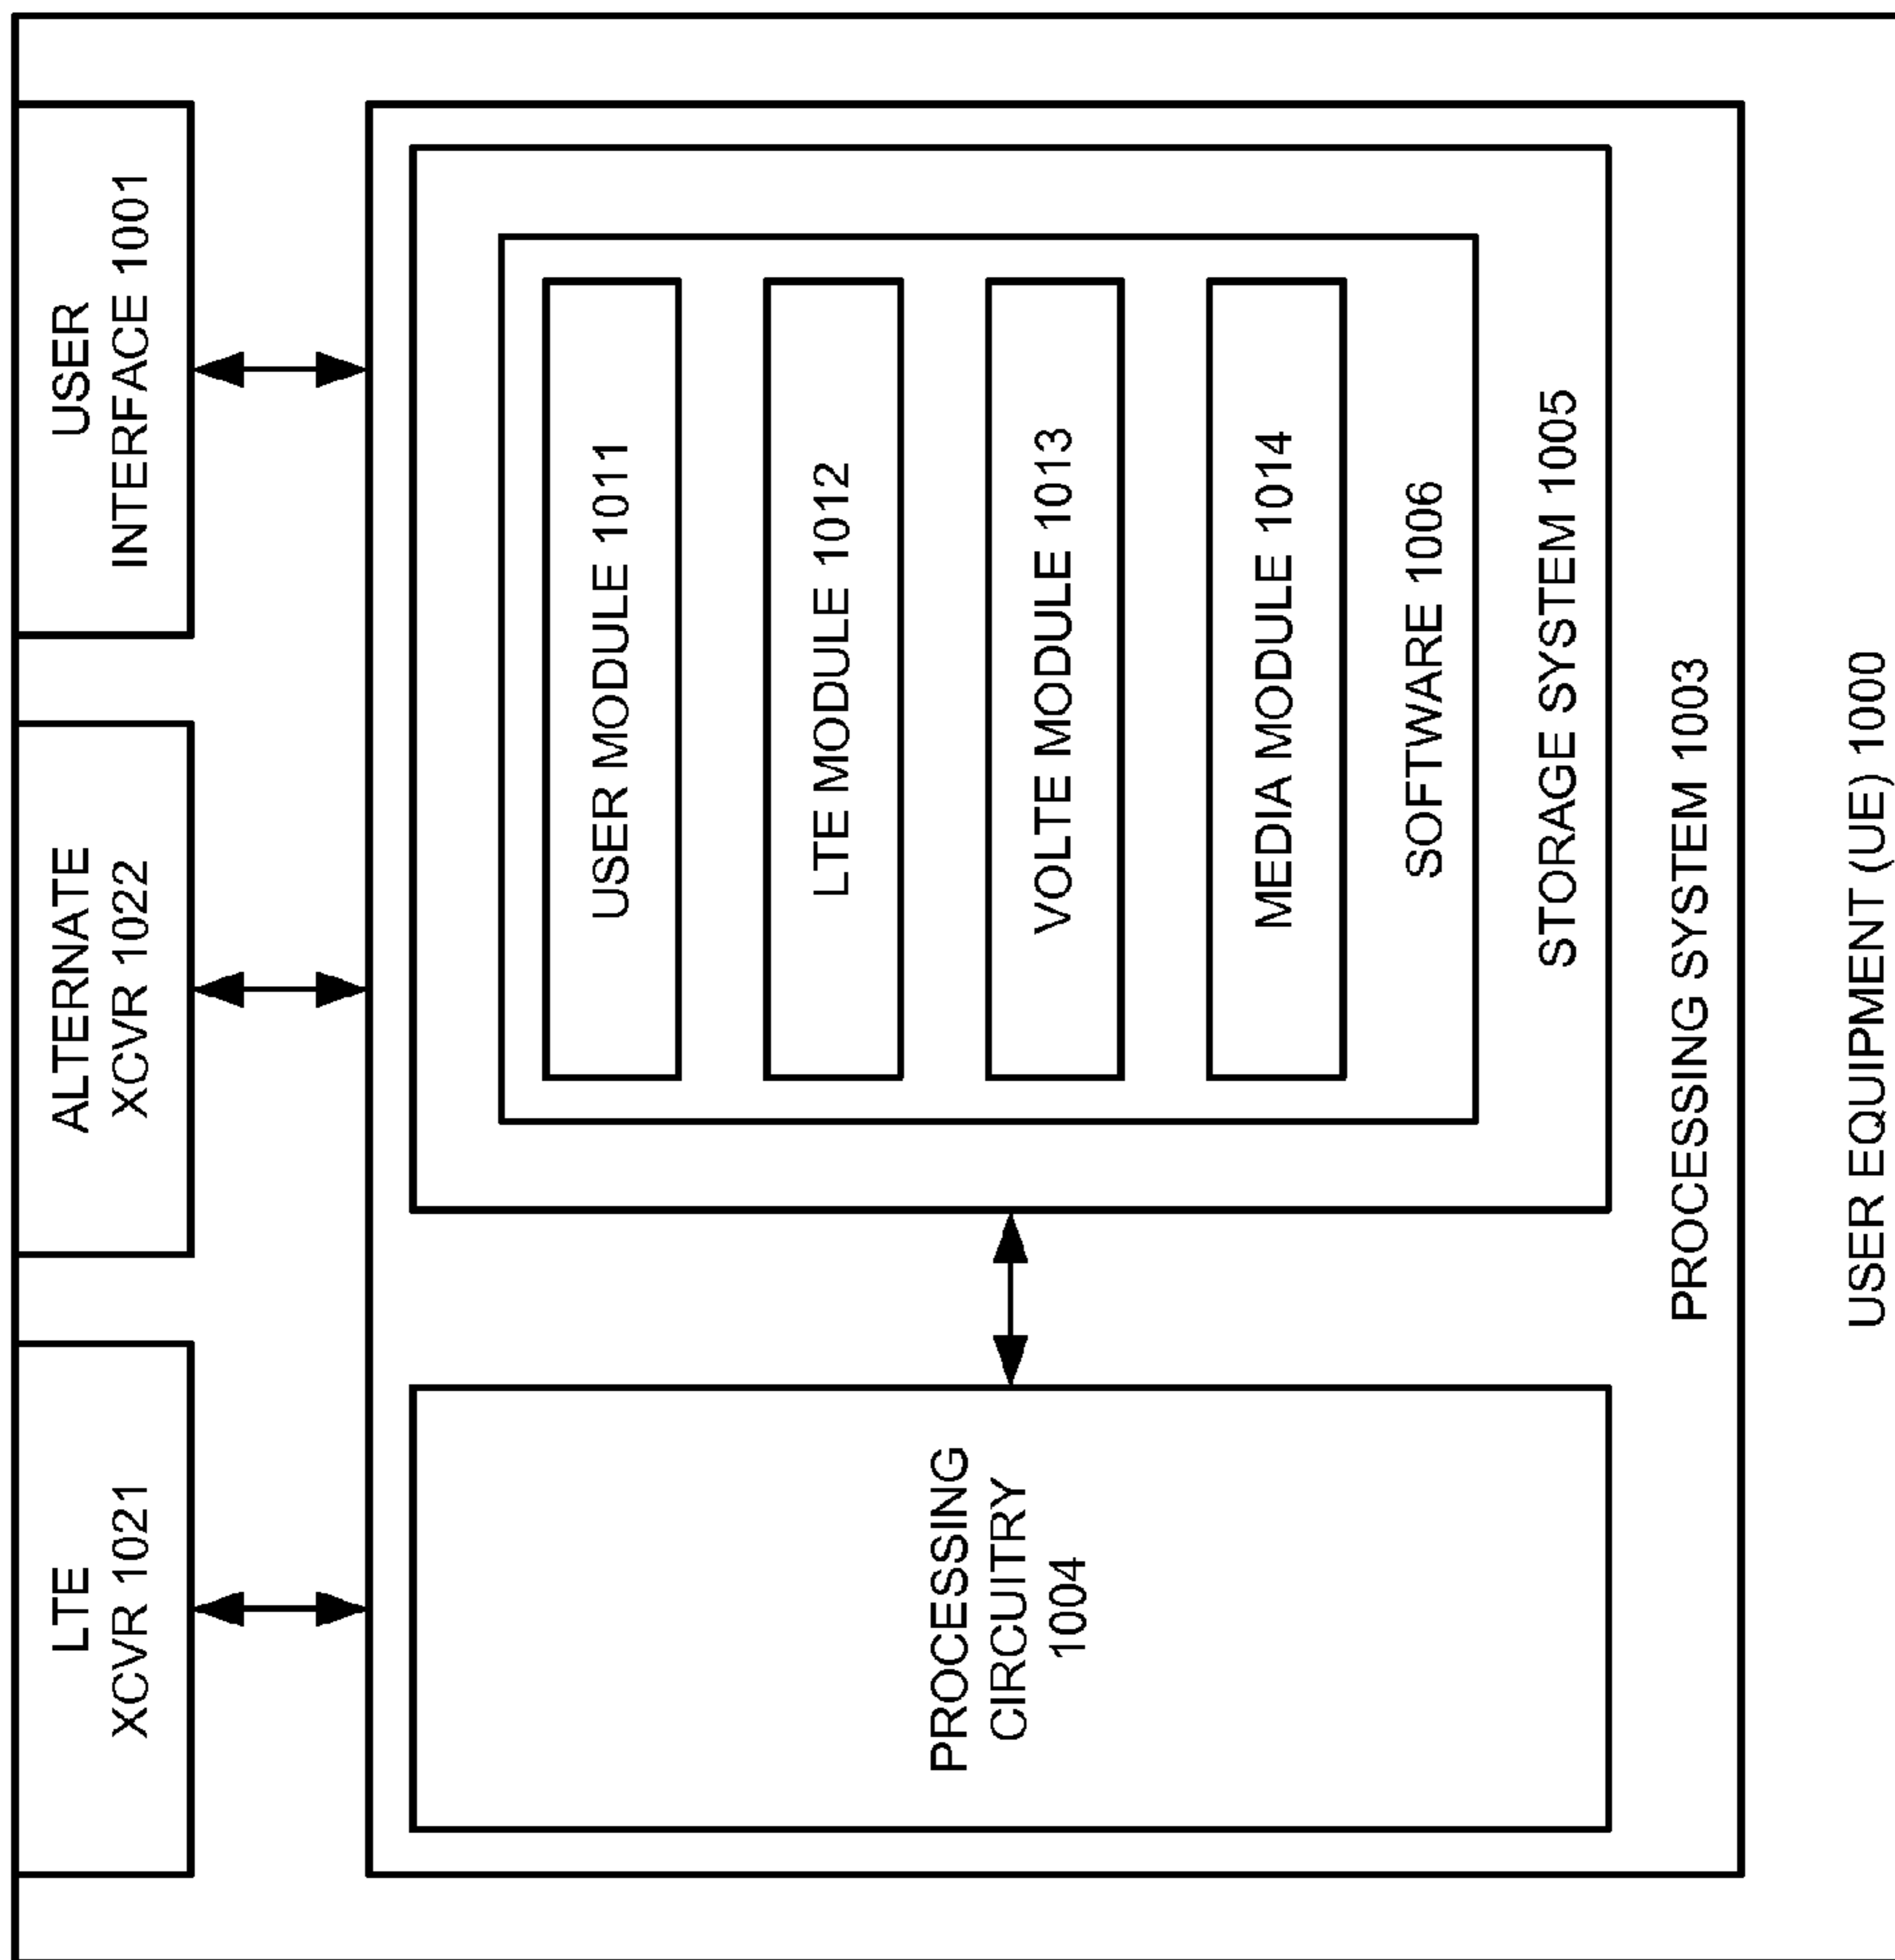 LTE
XCVR 1021
ALTERNATE
XCVR 1022
USER
INTERFACE 1001
PROCESSING
CIRCUITRY
1004
USER MODULE 1011
LTE MODULE 1012
VOLTE MODULE 1013
MEDIA MODULE 1014
SOFTWARE 1006
STORAGE SYSTEM 1005
PROCESSING SYSTEM 1003
USER EQUIPMENT (UE) 1000